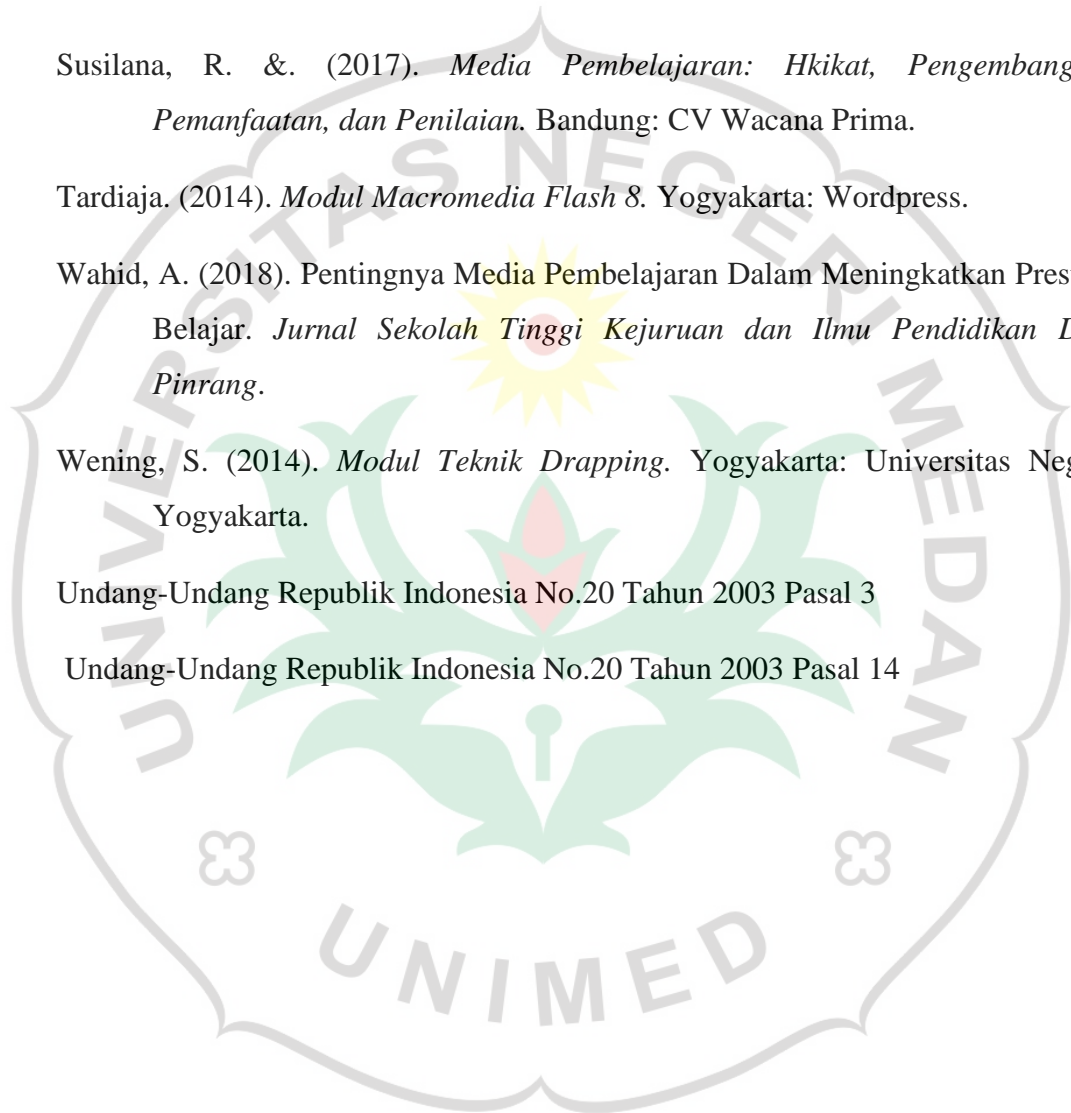 Susilana, R. &. (2017). Media Pembelajaran: Hkikat, Pengembang
Pemanfaatan, dan Penilaian. Bandung: CV Wacana Prima.
Tardiaja. (2014). Modul Macromedia Flash 8. Yogyakarta: Wordpress.
Wahid, A. (2018). Pentingnya Media Pembelajaran Dalam Meningkatkan Pres
Belajar. Jurnal Sekolah Tinggi Kejuruan dan Ilmu Pendidikan D
Pinrang.
Wening, S. (2014). Modul Teknik Drapping. Yogyakarta: Universitas Neg
Yogyakarta.
Undang-Undang Republik Indonesia No.20 Tahun 2003 Pasal 3
Undang-Undang Republik Indonesia No.20 Tahun 2003 Pasal 14
UNIVERSITAS NEGERI MEDAN
UNIMED